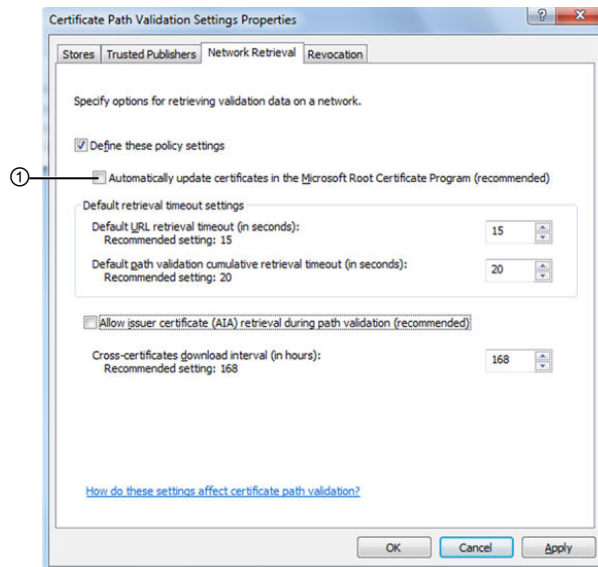 Certificate Path Validation Settings Properties
Stores Trusted Publishers Network Retrieval Revocation
Specify options for retrieving validation data on a network.
Define these policy settings
1 Automatically update certificates in the Microsoft Root Certificate Program (recommended)
Default retrieval timeout settings
Default URL retrieval timeout (in seconds): 15
Recommended setting: 15
Default path validation cumulative retrieval timeout (in seconds): 20
Recommended setting: 20
Allow issuer certificate (AIA) retrieval during path validation (recommended)
Cross-certificates download interval (in hours): 168
Recommended setting: 168
How do these settings affect certificate path validation?
OK Cancel Apply